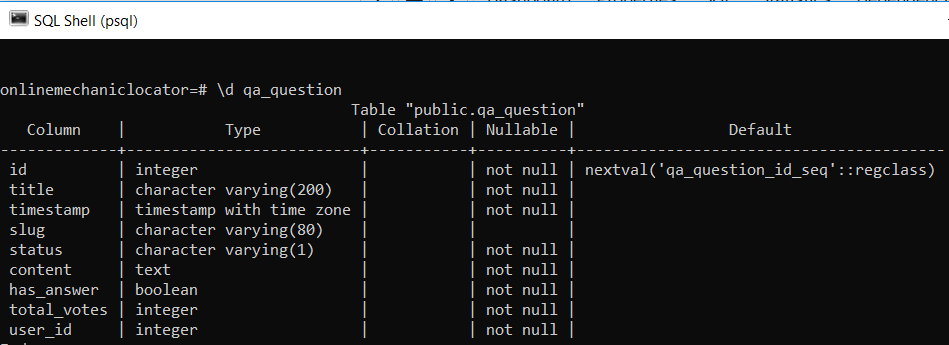 SQL Shell (psql)
onlinemechaniclocator=# \d qa_question
                                       Table "public.qa_question"
   Column    |           Type           | Collation | Nullable |                 Default
-------------+--------------------------+-----------+----------+-----------------------------------------
 id          | integer                  |           | not null | nextval('qa_question_id_seq'::regclass)
 title       | character varying(200)   |           | not null |
 timestamp   | timestamp with time zone |           | not null |
 slug        | character varying(80)    |           |          |
 status      | character varying(1)     |           | not null |
 content     | text                     |           | not null |
 has_answer  | boolean                  |           | not null |
 total_votes | integer                  |           | not null |
 user_id     | integer                  |           | not null |